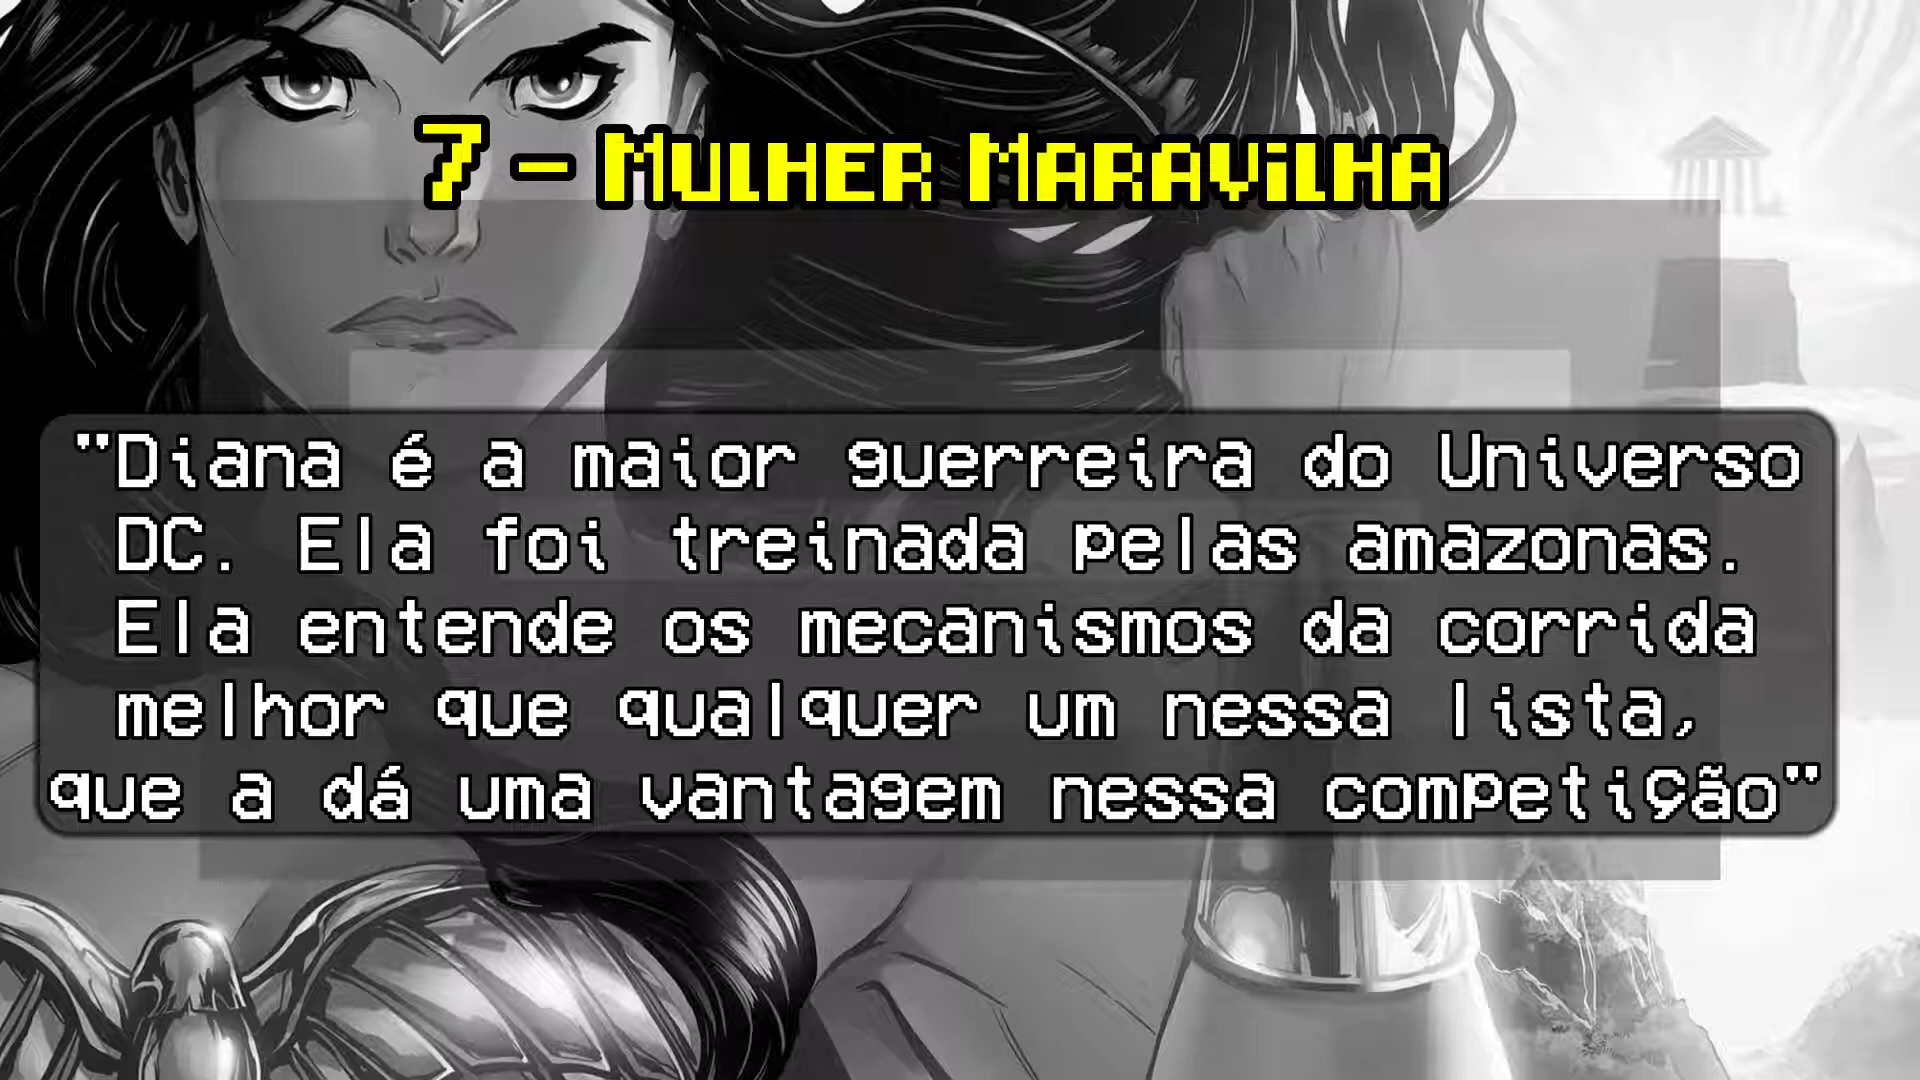 7 - MULHER MARAViLHA
"Diana é a maior guerreira do Universo
DC. Ela foi treinada pelas amazonas.
Ela entende os mecanismos da corrida
melhor que qualquer um nessa lista,
que a dá uma vantagem nessa competição"